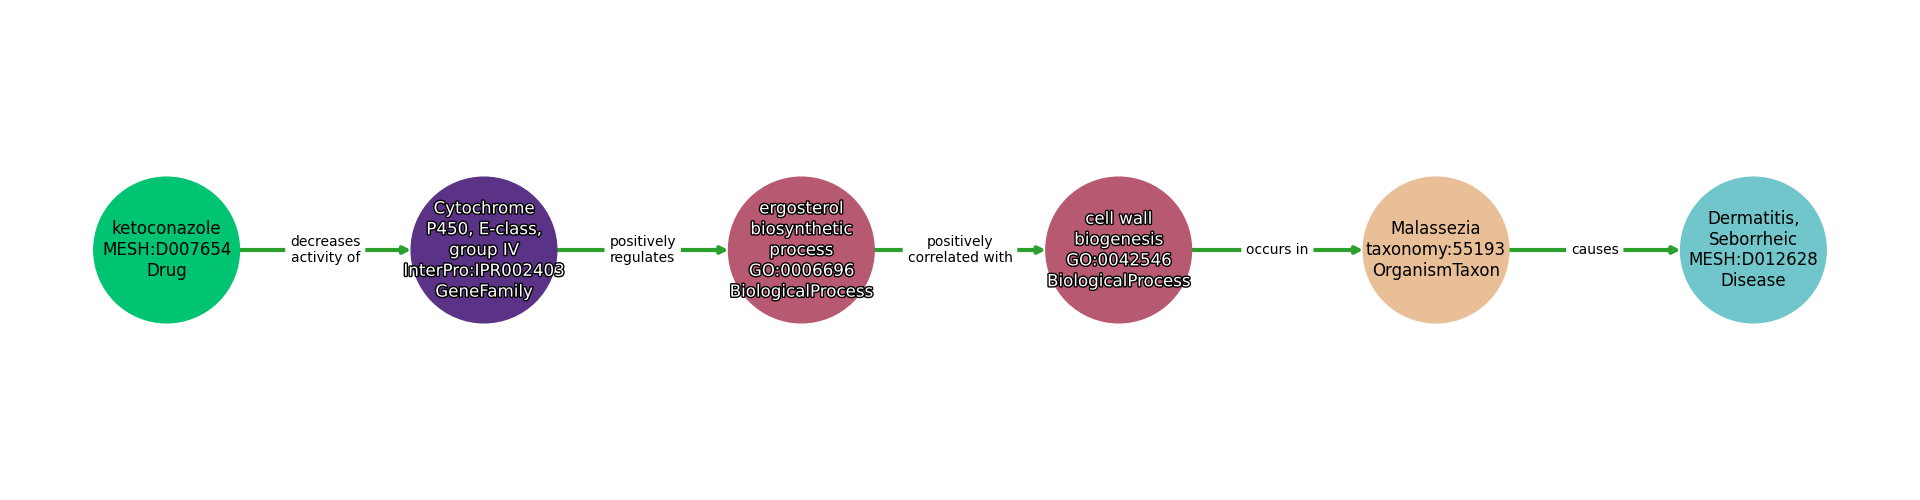 ketoconazole
MESH:D007654
Drug
decreases
activity of
Cytochrome
P450, E-class,
group IV
InterPro:IPR002403
GeneFamily
positively
regulates
ergosterol
biosynthetic
process
GO:0006696
BiologicalProcess
positively
correlated with
cell wall
biogenesis
GO:0042546
BiologicalProcess
occurs in
Malassezia
taxonomy:55193
OrganismTaxon
causes
Dermatitis,
Seborrheic
MESH:D012628
Disease